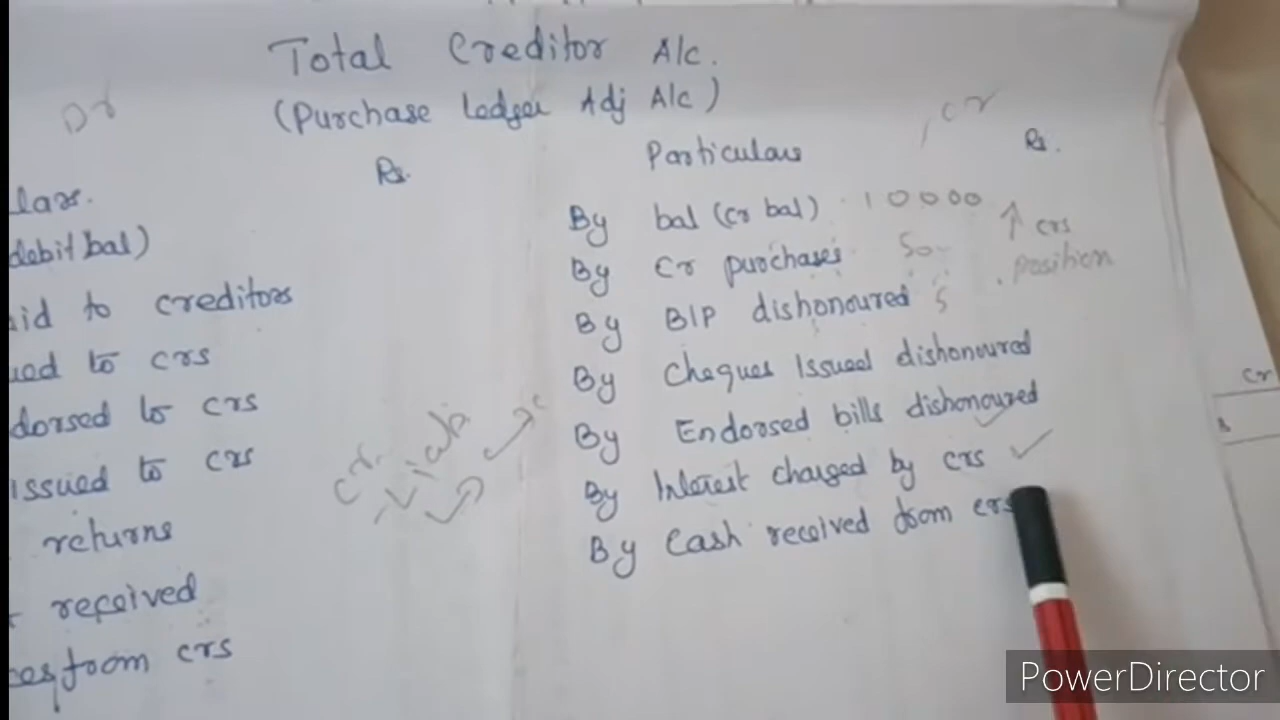 Total Creditor A/c.
(Purchase Ledger Adj A/c)
Dr
Cr
Rs.
Particulars
Rs.
lars.
debit bal)
id to creditors
ued to crs
dorsed to crs
issued to crs
returns
received
ces from crs
By bal (cr bal) 10000
By Cr purchases 50
By B/P dishonoured 5
By Cheques Issued dishonoured
By Endorsed bills dishonoured
By Interest charged by crs
By Cash received from crs
crs
position
Cr
PowerDirector